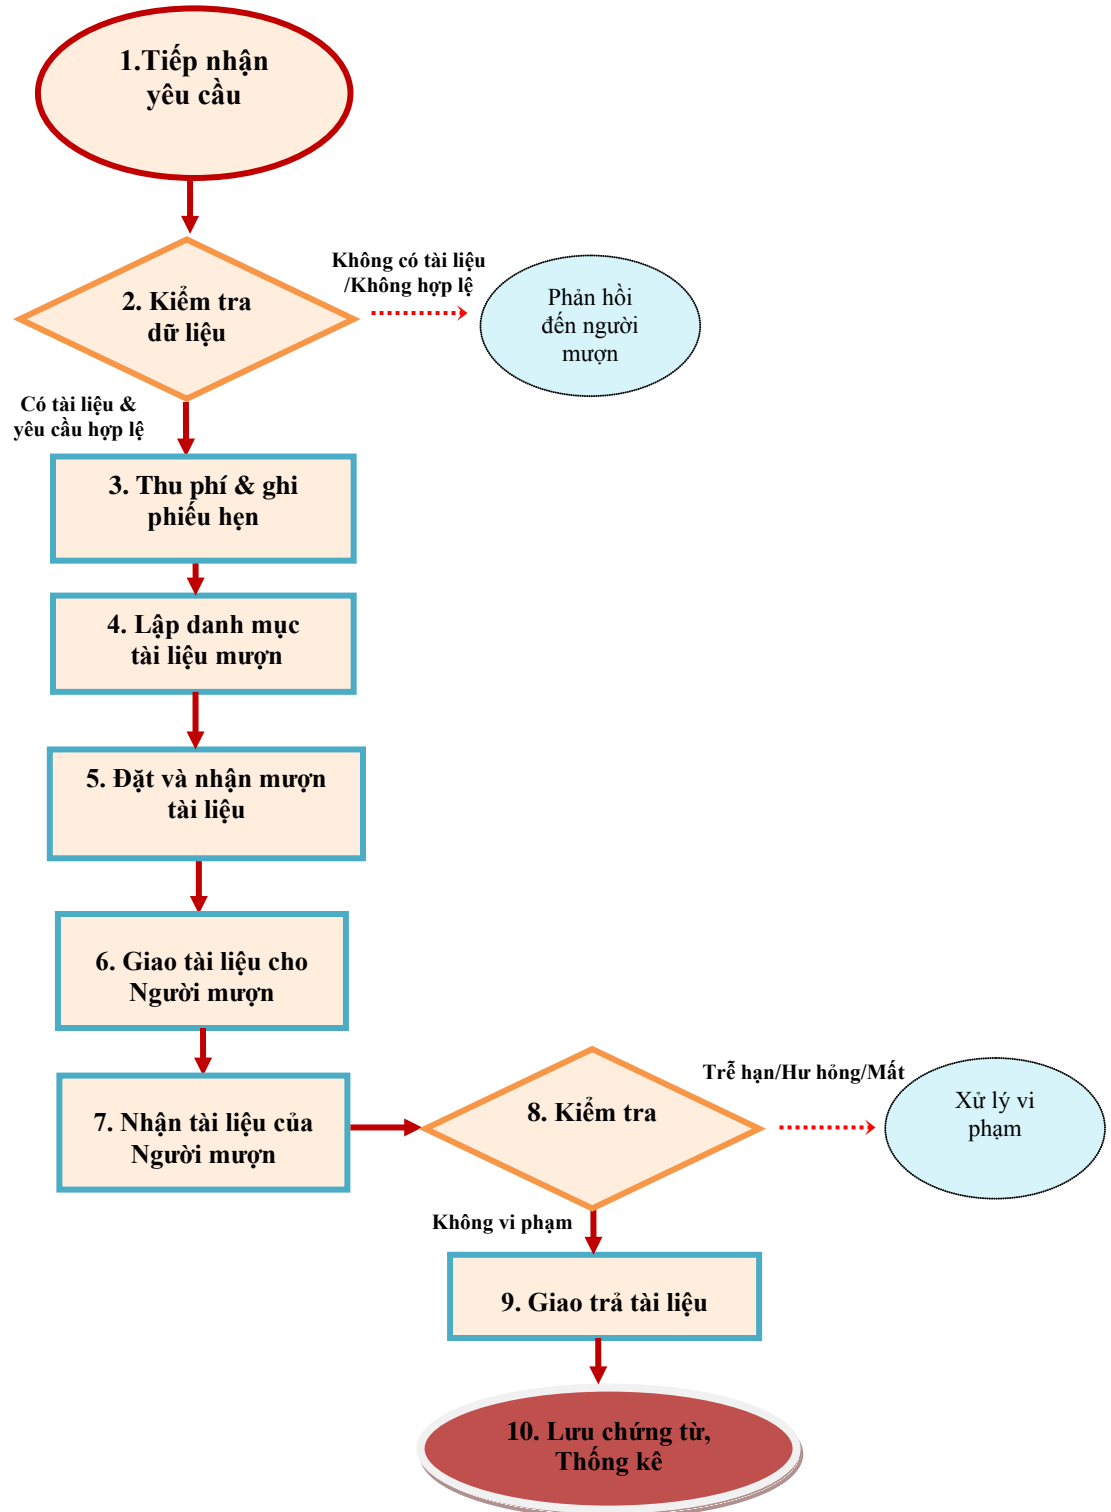 1.Tiếp nhận
yêu cầu
Không có tài liệu
/Không hợp lệ
2. Kiểm tra
dữ liệu
Phản hồi
đến người
mượn
Có tài liệu &
yêu cầu hợp lệ
3. Thu phí & ghi
phiếu hẹn
4. Lập danh mục
tài liệu mượn
5. Đặt và nhận mượn
tài liệu
6. Giao tài liệu cho
Người mượn
7. Nhận tài liệu của
Người mượn
8. Kiểm tra
Trễ hạn/Hư hỏng/Mất
Xử lý vi
phạm
Không vi phạm
9. Giao trả tài liệu
10. Lưu chứng từ,
Thống kê